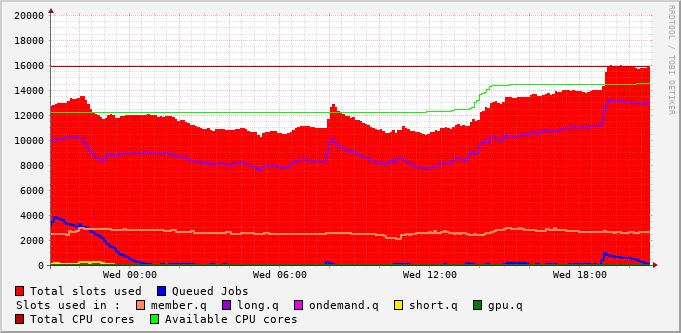 20000
18000
16000
14000
12000
10000
8000
6000
4000
2000
0
Wed 00:00 Wed 06:00 Wed 12:00 Wed 18:00
RRDTOOL / TOBI OETIKER
Total slots used Queued Jobs
Slots used in : member.q long.q ondemand.q short.q gpu.q
Total CPU cores Available CPU cores